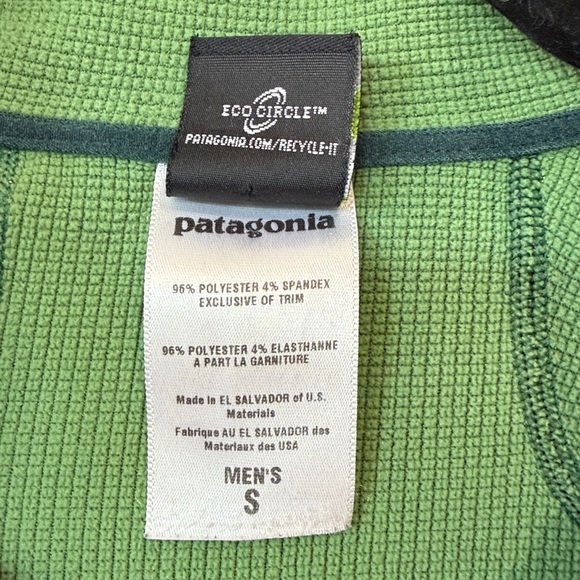 ECO CIRCLE™
PATAGONIA.COM/RECYCLE-IT
patagonia
96% POLYESTER 4% SPANDEX
EXCLUSIVE OF TRIM
96% POLYESTER 4% ELASTHANNE
A PART LA GARNITURE
Made in EL SALVADOR of U.S.
Materials
Fabrique AU EL SALVADOR des
Materiaux des USA
MEN'S
S